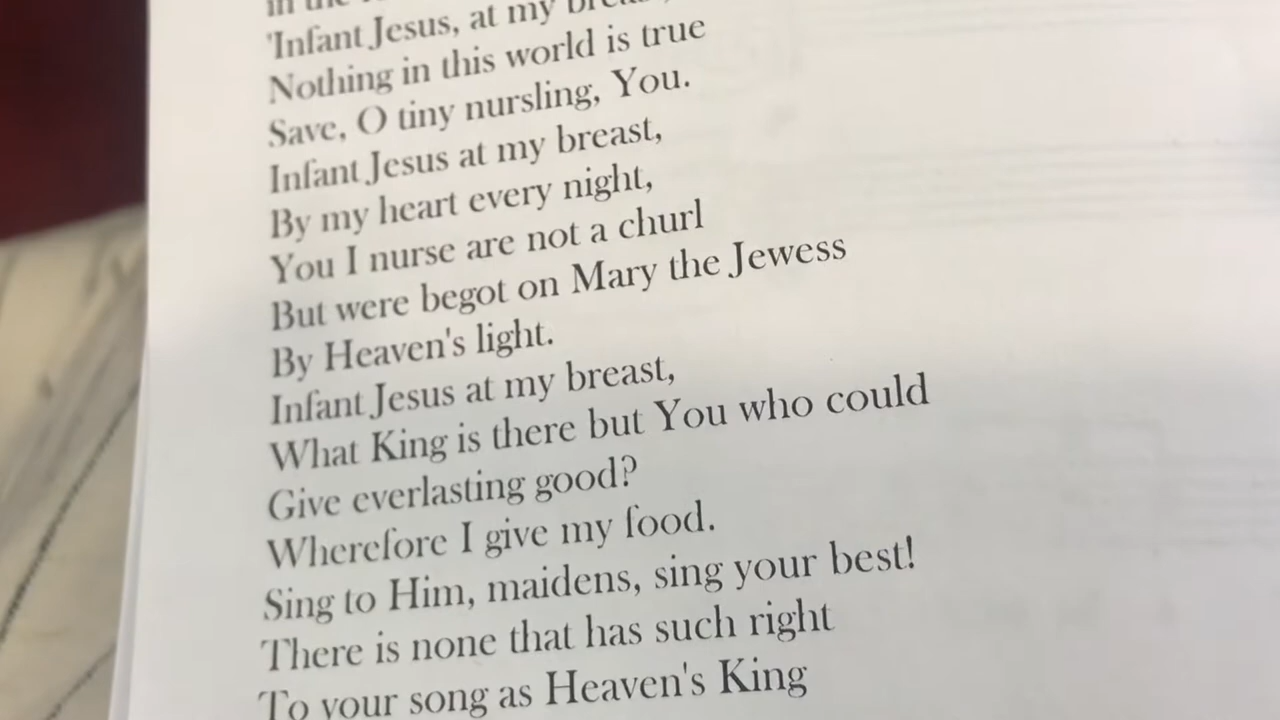 in the
'Infant Jesus, at my
Nothing in this world is true
Save, O tiny nursling, You.
Infant Jesus at my breast,
By my heart every night,
You I nurse are not a churl
But were begot on Mary the Jewess
By Heaven's light.
Infant Jesus at my breast,
What King is there but You who could
Give everlasting good?
Wherefore I give my food.
Sing to Him, maidens, sing your best!
There is none that has such right
To your song as Heaven's King